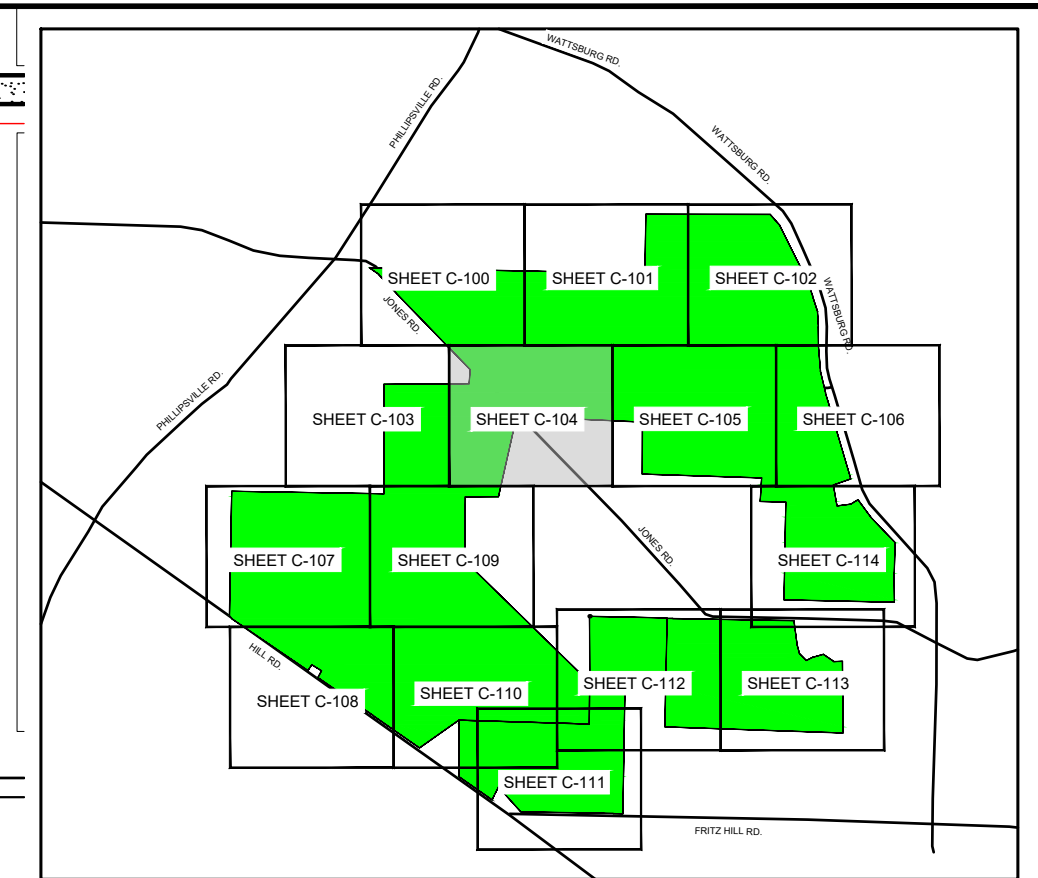 WATTSBURG RD.
PHILLIPSVILLE RD.
WATTSBURG RD.
SHEET C-100
SHEET C-101
SHEET C-102
JONES RD.
WATTSBURG RD.
PHILLIPSVILLE RD.
SHEET C-103
SHEET C-104
SHEET C-105
SHEET C-106
JONES RD.
SHEET C-107
SHEET C-109
SHEET C-114
HILL RD.
SHEET C-108
SHEET C-110
SHEET C-112
SHEET C-113
SHEET C-111
FRITZ HILL RD.